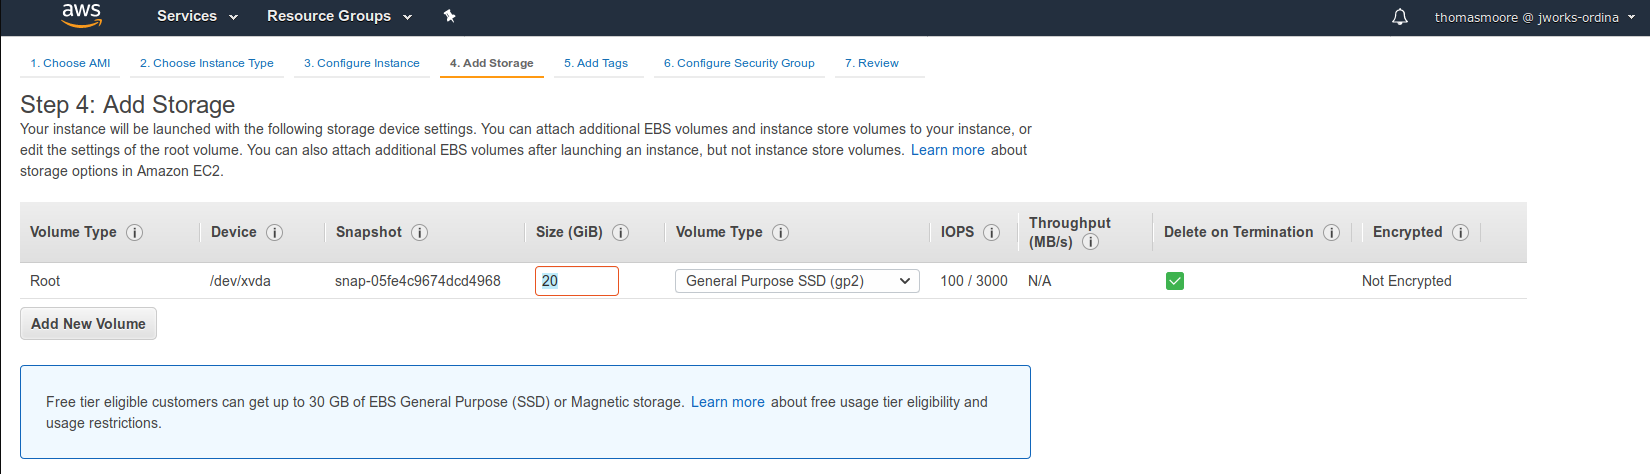 aws Services Resource Groups thomasmoore @ jworks-ordina
1. Choose AMI 2. Choose Instance Type 3. Configure Instance 4. Add Storage 5. Add Tags 6. Configure Security Group 7. Review
Step 4: Add Storage
Your instance will be launched with the following storage device settings. You can attach additional EBS volumes and instance store volumes to your instance, or
edit the settings of the root volume. You can also attach additional EBS volumes after launching an instance, but not instance store volumes. Learn more about
storage options in Amazon EC2.
Volume Type i Device i Snapshot i Size (GiB) i Volume Type i IOPS i Throughput (MB/s) i Delete on Termination i Encrypted i
Root /dev/xvda snap-05fe4c9674dcd4968 20 General Purpose SSD (gp2) 100 / 3000 N/A Not Encrypted
Add New Volume
Free tier eligible customers can get up to 30 GB of EBS General Purpose (SSD) or Magnetic storage. Learn more about free usage tier eligibility and
usage restrictions.